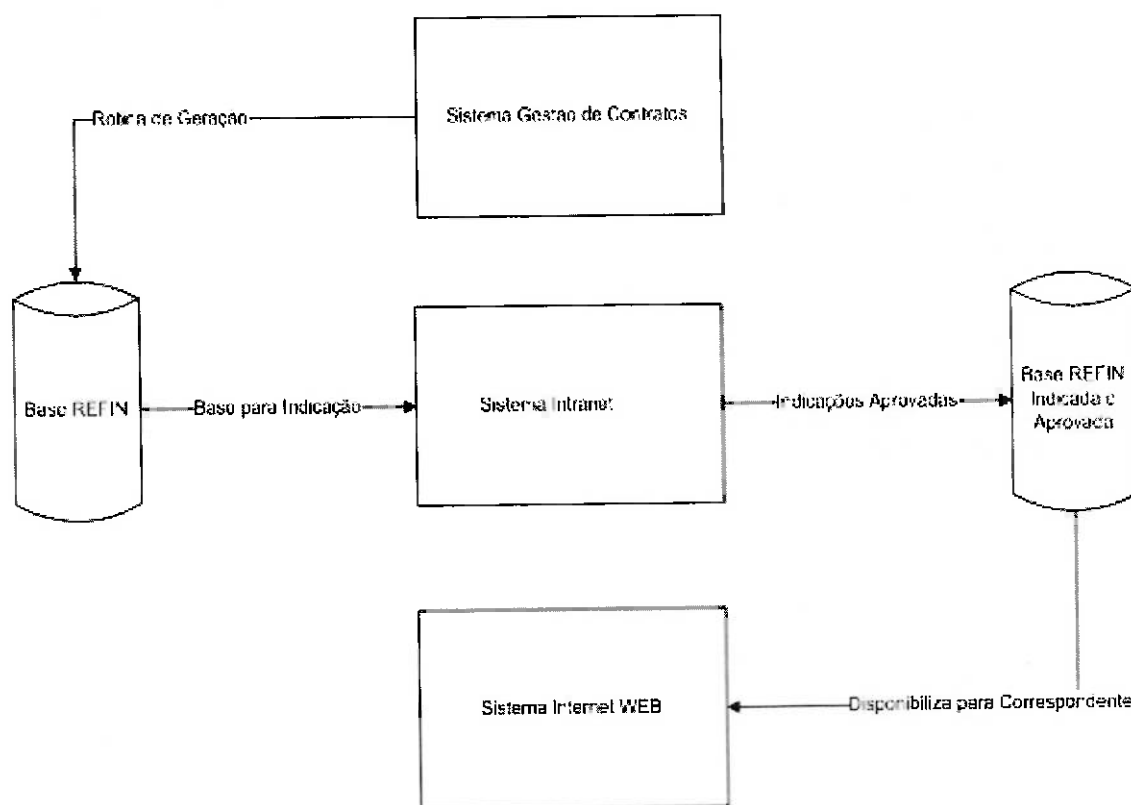 Sistema Gestão de Contratos
Rotina de Geração
Base REFIN
Base para Indicação
Sistema Intranet
Indicações Aprovadas
Base REFIN
Indicada e
Aprovada
Sistema Internet WEB
Disponibiliza para Correspondente